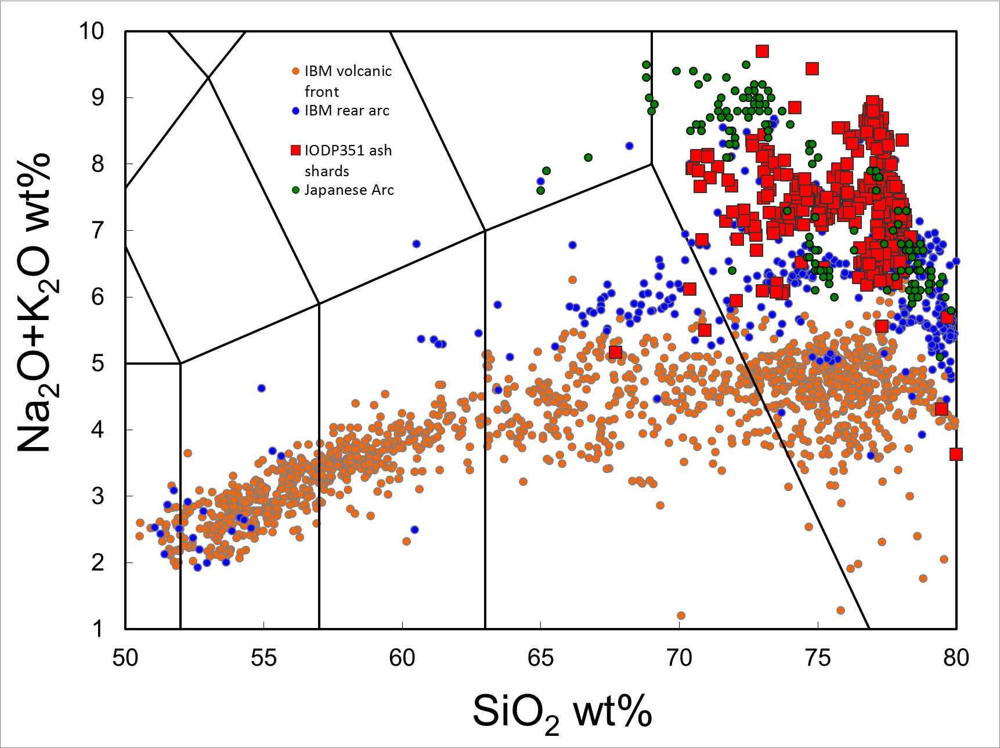 10
9
8
7
6
5
4
3
2
1
Na₂O+K₂O wt%
IBM volcanic
front
IBM rear arc
IODP351 ash
shards
Japanese Arc
50 55 60 65 70 75 80
SiO₂ wt%